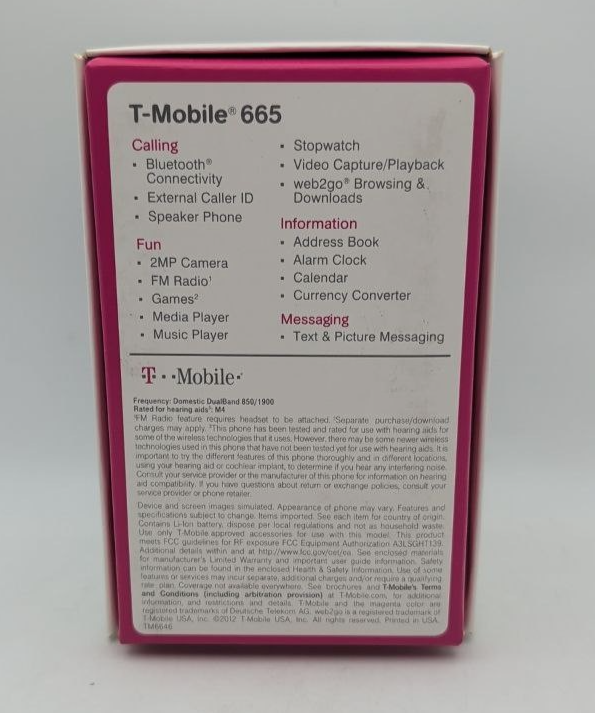 T-Mobile® 665
Calling
• Bluetooth®
Connectivity
• External Caller ID
• Speaker Phone
Fun
• 2MP Camera
• FM Radio¹
• Games²
• Media Player
• Music Player
• Stopwatch
• Video Capture/Playback
• web2go® Browsing &
Downloads
Information
• Address Book
• Alarm Clock
• Calendar
• Currency Converter
Messaging
• Text & Picture Messaging
T··Mobile·
Frequency: Domestic DualBand 850/1900
Rated for hearing aids³: M4
¹FM Radio feature requires headset to be attached. ²Separate purchase/download
charges may apply. ³This phone has been tested and rated for use with hearing aids for
some of the wireless technologies that it uses. However, there may be some newer wireless
technologies used in this phone that have not been tested yet for use with hearing aids. It is
important to try the different features of this phone thoroughly and in different locations,
using your hearing aid or cochlear implant, to determine if you hear any interfering noise.
Consult your service provider or the manufacturer of this phone for information on hearing
aid compatibility. If you have questions about return or exchange policies, consult your
service provider or phone retailer.
Device and screen images simulated. Appearance of phone may vary. Features and
specifications subject to change. Items imported. See each item for country of origin.
Contains Li-Ion battery, dispose per local regulations and not as household waste.
Use only T-Mobile approved accessories for use with this model. This product
meets FCC guidelines for RF exposure FCC Equipment Authorization A3LSGHT139.
Additional details within and at http://www.fcc.gov/oet/ea. See enclosed materials
for manufacturer's Limited Warranty and important user guide information. Safety
information can be found in the enclosed Health & Safety Information. Use of some
features or services may incur separate, additional charges and/or require a qualifying
rate plan. Coverage not available everywhere. See brochures and T-Mobile's Terms
and Conditions (including arbitration provision) at T-Mobile.com, for additional
information, and restrictions and details. T-Mobile and the magenta color are
registered trademarks of Deutsche Telekom AG. web2go is a registered trademark of
T-Mobile USA, Inc. ©2012 T-Mobile USA, Inc. All rights reserved. Printed in USA.
TM6646